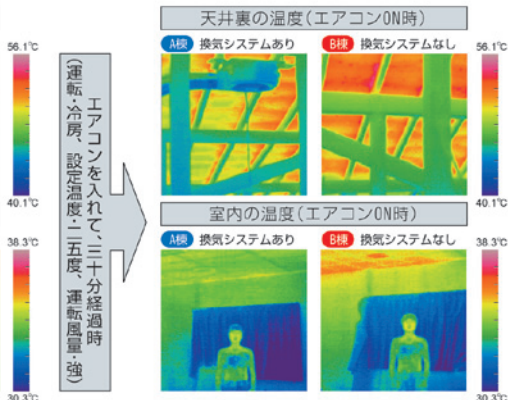 天井裏の温度(エアコンON時)
A棟 換気システムあり
B棟 換気システムなし
56.1℃
40.1℃
56.1℃
40.1℃
エアコンを入れて、三十分経過時
(運転・冷房、設定温度・二五度、運転風量・強)
室内の温度(エアコンON時)
A棟 換気システムあり
B棟 換気システムなし
38.3℃
30.3℃
38.3℃
30.3℃